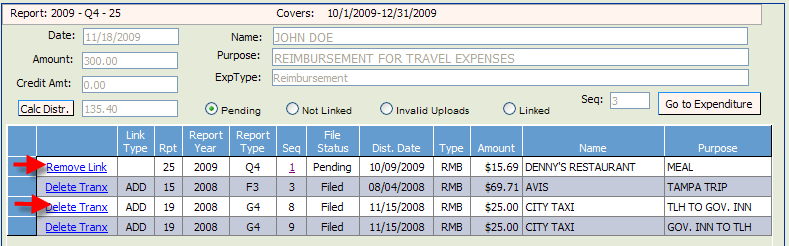 Report: 2009 - Q4 - 25 Covers: 10/1/2009-12/31/2009
Date: 11/18/2009 Name: JOHN DOE
Amount: 300.00 Purpose: REIMBURSEMENT FOR TRAVEL EXPENSES
Credit Amt: 0.00 ExpType: Reimbursement
Calc Distr. 135.40 Pending Not Linked Invalid Uploads Linked Seq: 3 Go to Expenditure
Link Type Rpt Report Year Report Type Seq File Status Dist. Date Type Amount Name Purpose
Remove Link 25 2009 Q4 1 Pending 10/09/2009 RMB $15.69 DENNY'S RESTAURANT MEAL
Delete Tranx ADD 15 2008 F3 3 Filed 08/04/2008 RMB $69.71 AVIS TAMPA TRIP
Delete Tranx ADD 19 2008 G4 8 Filed 11/15/2008 RMB $25.00 CITY TAXI TLH TO GOV. INN
Delete Tranx ADD 19 2008 G4 9 Filed 11/15/2008 RMB $25.00 CITY TAXI GOV. INN TO TLH